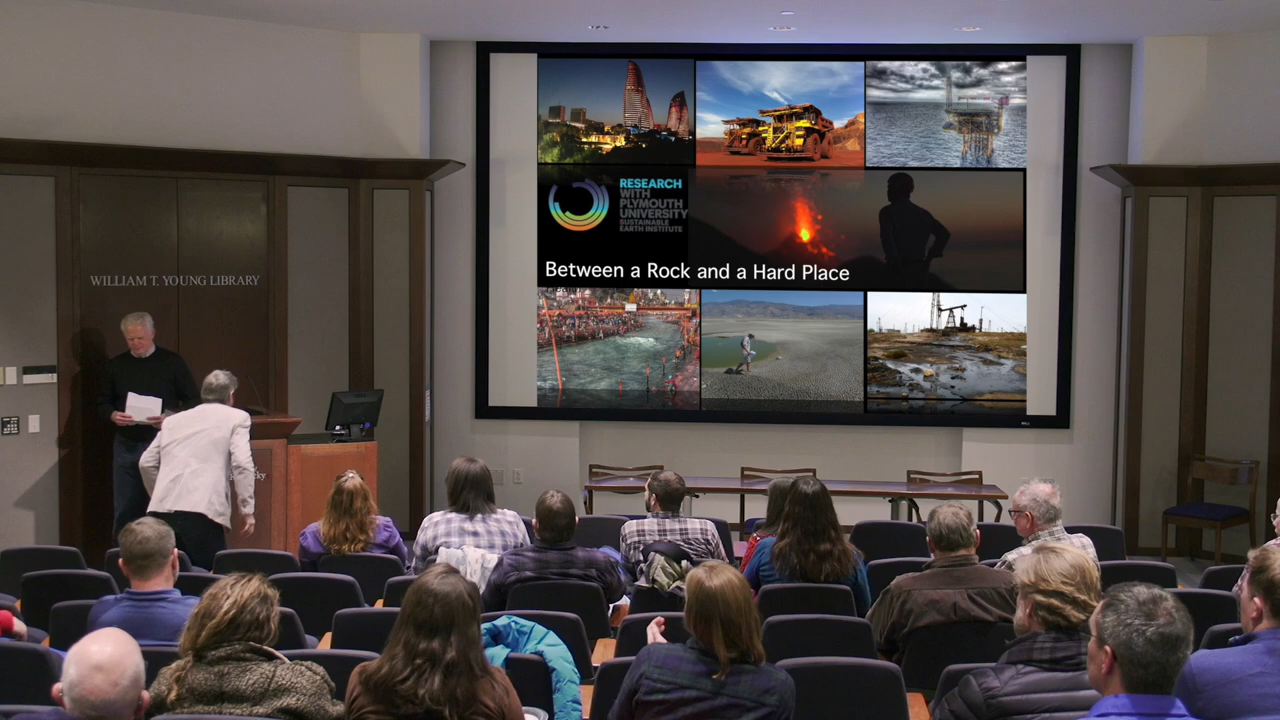 RESEARCH
WITH
PLYMOUTH
UNIVERSITY
SUSTAINABLE
EARTH INSTITUTE
Between a Rock and a Hard Place
WILLIAM T. YOUNG LIBRARY